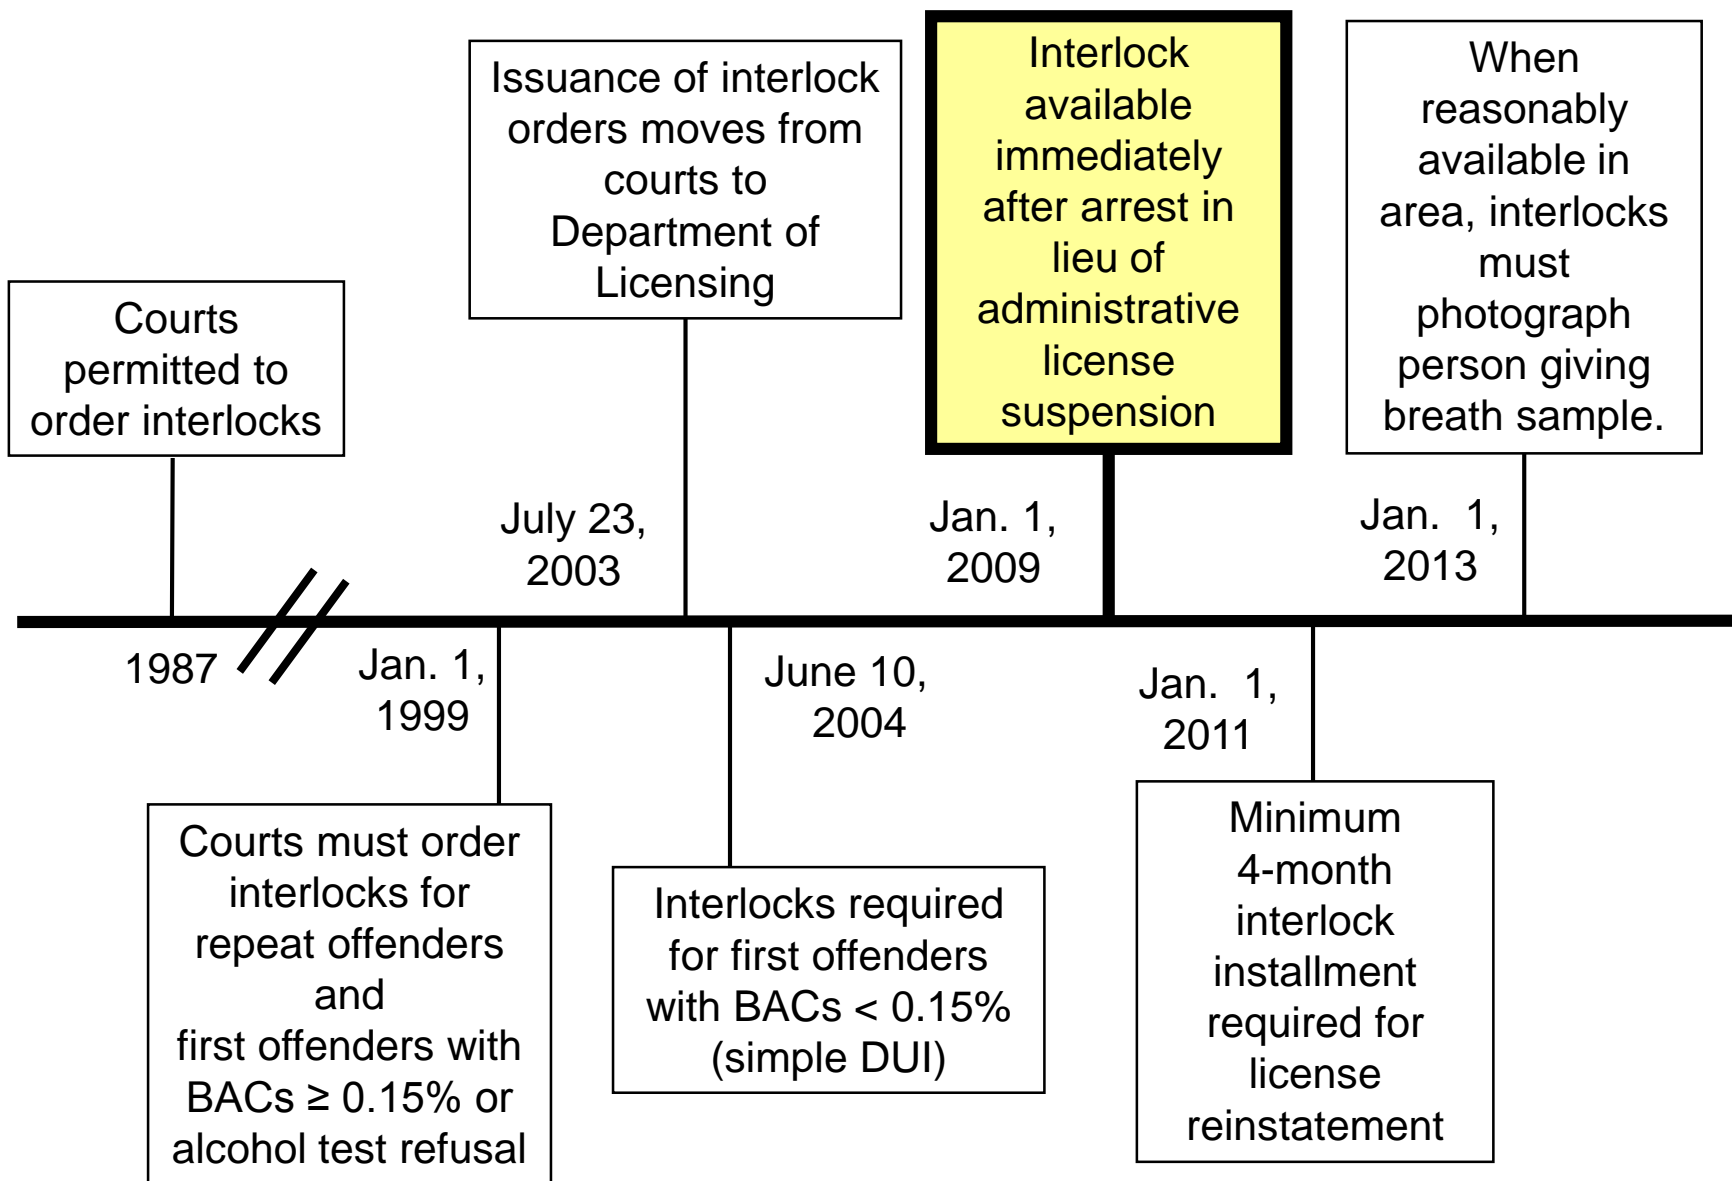 Courts
permitted to
order interlocks
1987
Courts must order
interlocks for
repeat offenders
and
first offenders with
BACs ≥ 0.15% or
alcohol test refusal
Jan. 1,
1999
Issuance of interlock
orders moves from
courts to
Department of
Licensing
July 23,
2003
June 10,
2004
Interlocks required
for first offenders
with BACs < 0.15%
(simple DUI)
Interlock
available
immediately
after arrest in
lieu of
administrative
license
suspension
Jan. 1,
2009
Jan. 1,
2011
Minimum
4-month
interlock
installment
required for
license
reinstatement
When
reasonably
available in
area, interlocks
must
photograph
person giving
breath sample.
Jan. 1,
2013